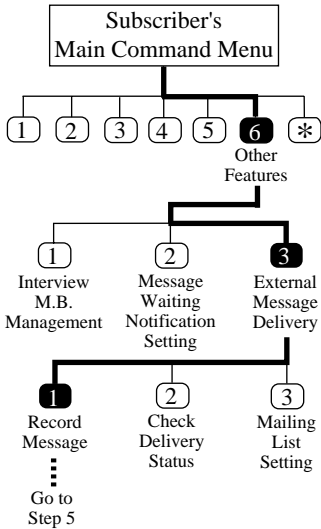 Subscriber's
Main Command Menu
1 2 3 4 5 6 *
Other
Features
1 2 3
Interview
M.B.
Management
Message
Waiting
Notification
Setting
External
Message
Delivery
1 2 3
Record
Message
Check
Delivery
Status
Mailing
List
Setting
Go to
Step 5